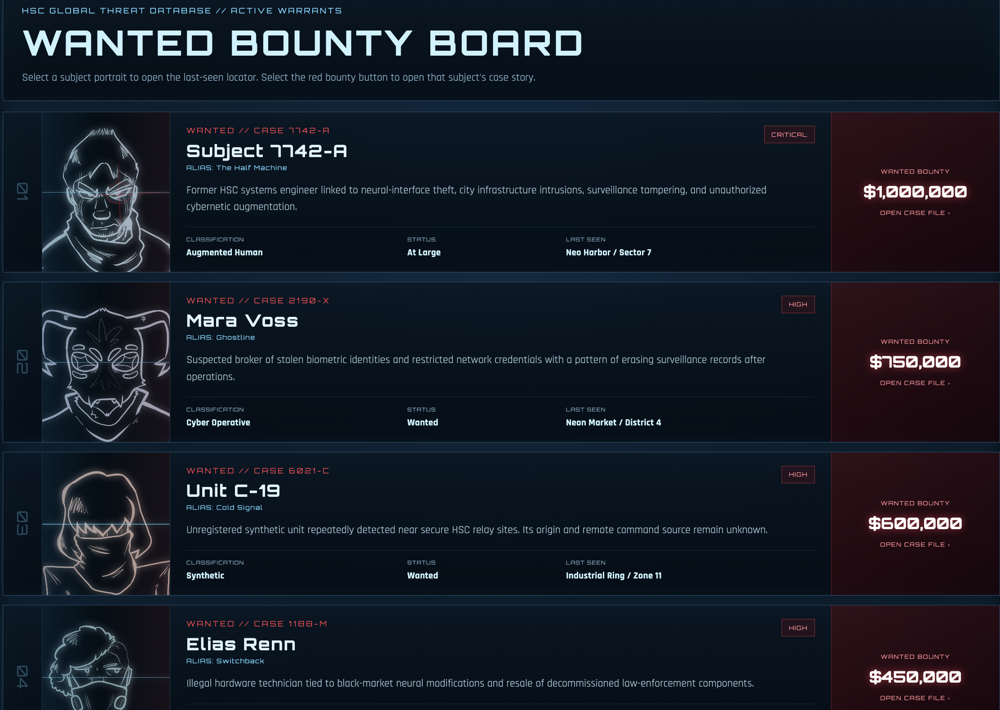 HSC GLOBAL THREAT DATABASE // ACTIVE WARRANTS
WANTED BOUNTY BOARD
Select a subject portrait to open the last-seen locator. Select the red bounty button to open that subject's case story.
01
WANTED // CASE 7742-A
CRITICAL
Subject 7742-A
ALIAS: The Half Machine
Former HSC systems engineer linked to neural-interface theft, city infrastructure intrusions, surveillance tampering, and unauthorized
cybernetic augmentation.
CLASSIFICATION
Augmented Human
STATUS
At Large
LAST SEEN
Neo Harbor / Sector 7
WANTED BOUNTY
$1,000,000
OPEN CASE FILE ›
02
WANTED // CASE 2190-X
HIGH
Mara Voss
ALIAS: Ghostline
Suspected broker of stolen biometric identities and restricted network credentials with a pattern of erasing surveillance records after
operations.
CLASSIFICATION
Cyber Operative
STATUS
Wanted
LAST SEEN
Neon Market / District 4
WANTED BOUNTY
$750,000
OPEN CASE FILE ›
03
WANTED // CASE 6021-C
HIGH
Unit C-19
ALIAS: Cold Signal
Unregistered synthetic unit repeatedly detected near secure HSC relay sites. Its origin and remote command source remain unknown.
CLASSIFICATION
Synthetic
STATUS
Wanted
LAST SEEN
Industrial Ring / Zone 11
WANTED BOUNTY
$600,000
OPEN CASE FILE ›
04
WANTED // CASE 1188-M
HIGH
Elias Renn
ALIAS: Switchback
Illegal hardware technician tied to black-market neural modifications and resale of decommissioned law-enforcement components.
WANTED BOUNTY
$450,000
OPEN CASE FILE ›